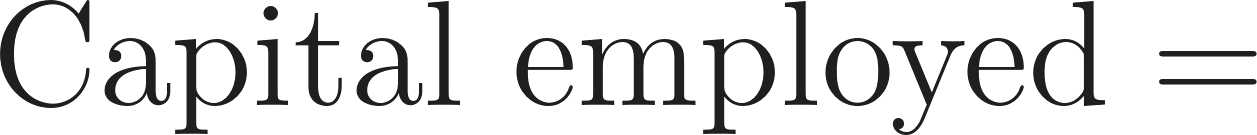 Capital employed =